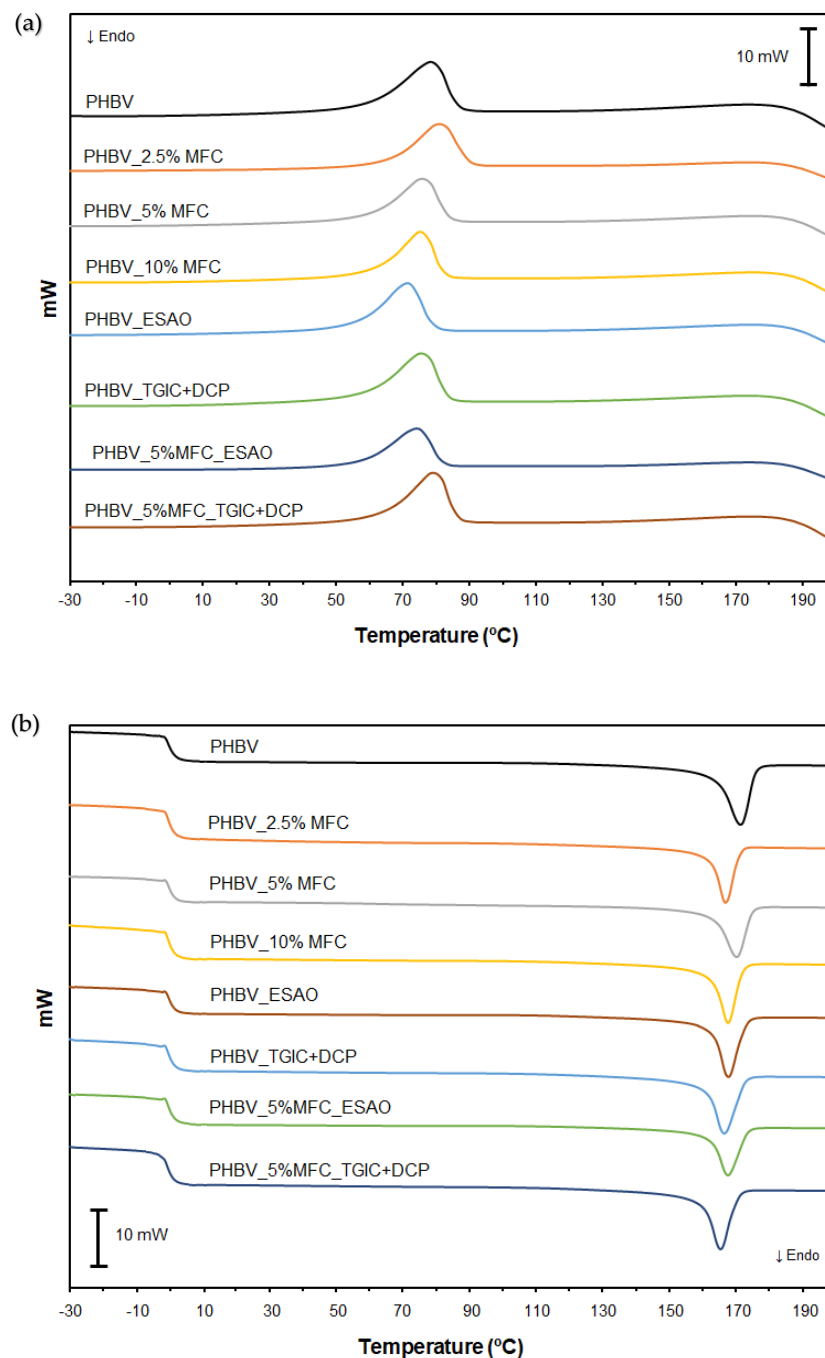 (a)
↓ Endo
10 mW
PHBV
PHBV_2.5% MFC
PHBV_5% MFC
PHBV_10% MFC
mW
PHBV_ESAO
PHBV_TGIC+DCP
PHBV_5%MFC_ESAO
PHBV_5%MFC_TGIC+DCP
-30 -10 10 30 50 70 90 110 130 150 170 190
Temperature (ºC)
(b)
PHBV
PHBV_2.5% MFC
PHBV_5% MFC
PHBV_10% MFC
PHBV_ESAO
mW
PHBV_TGIC+DCP
PHBV_5%MFC_ESAO
PHBV_5%MFC_TGIC+DCP
10 mW
↓ Endo
-30 -10 10 30 50 70 90 110 130 150 170 190
Temperature (ºC)